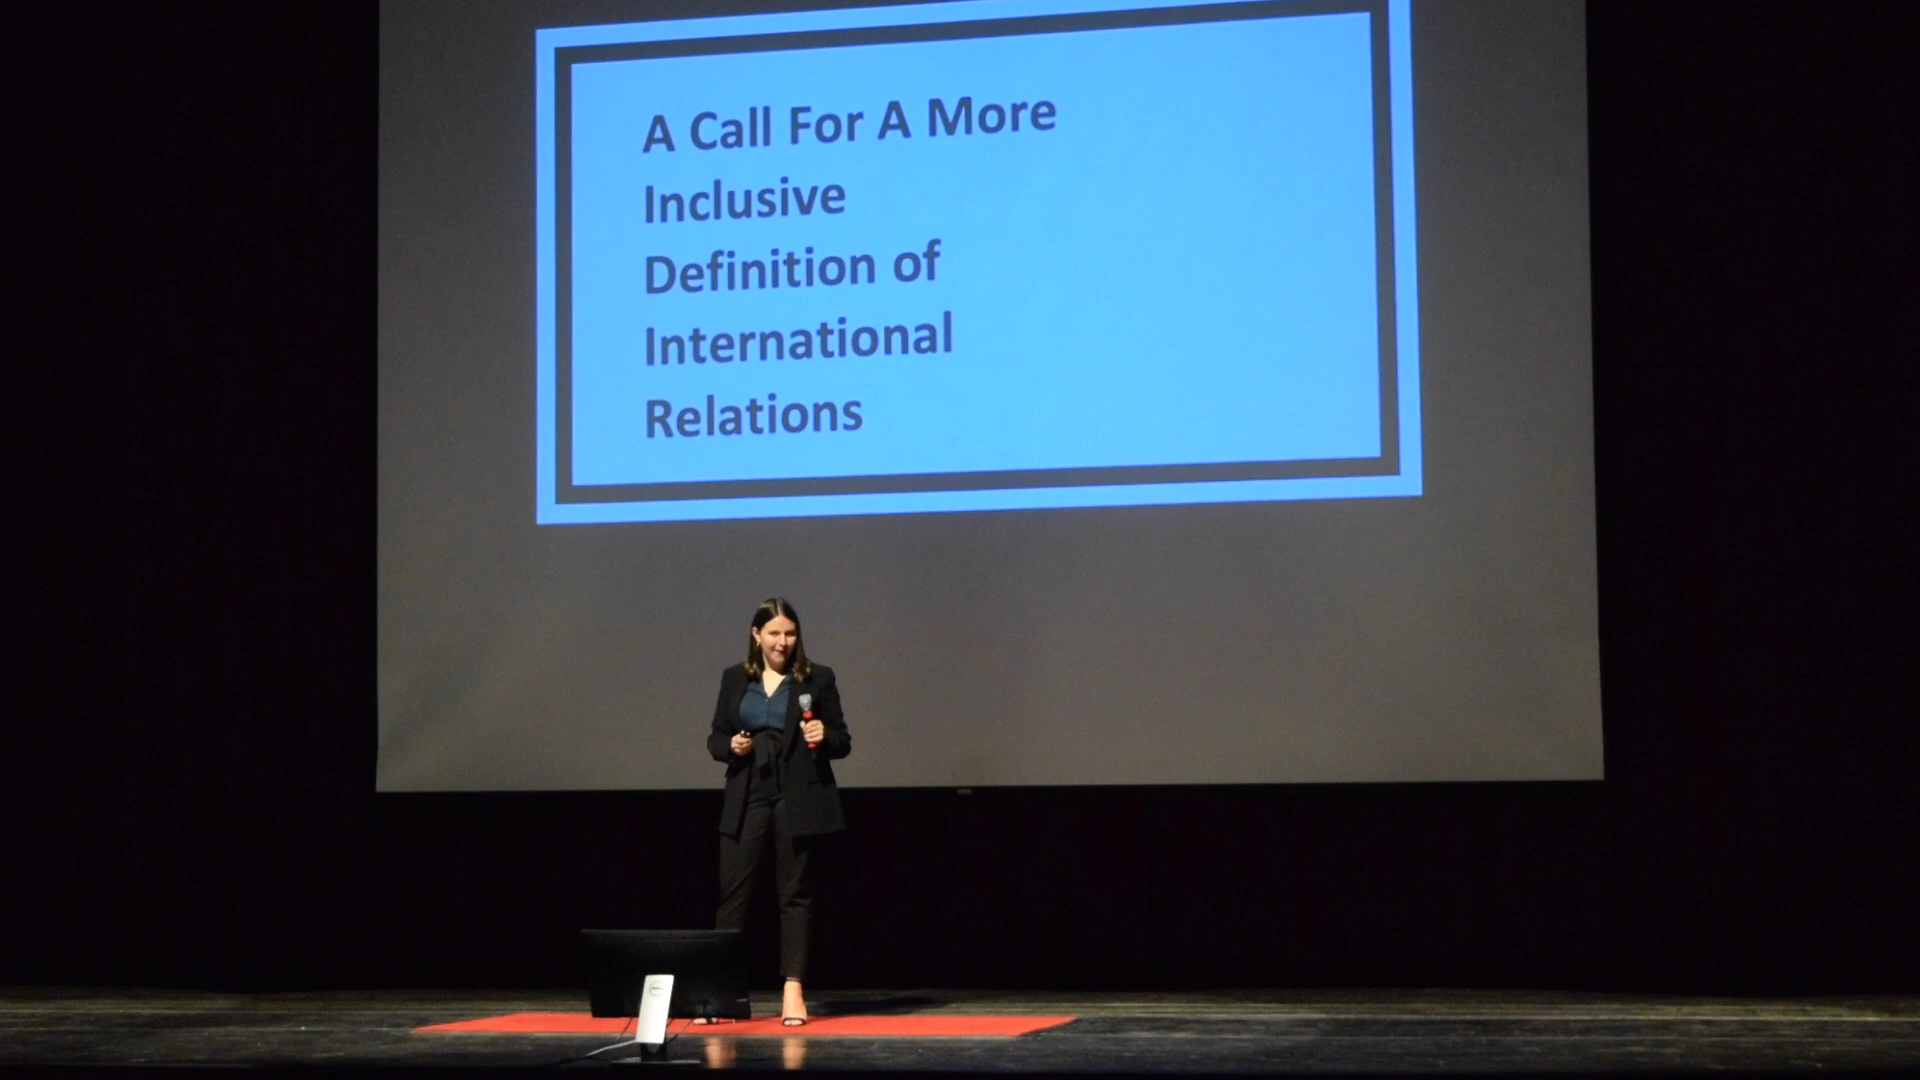 A Call For A More
Inclusive
Definition of
International
Relations